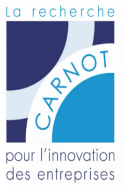 La recherche
CARNOT
pour l'innovation
des entreprises